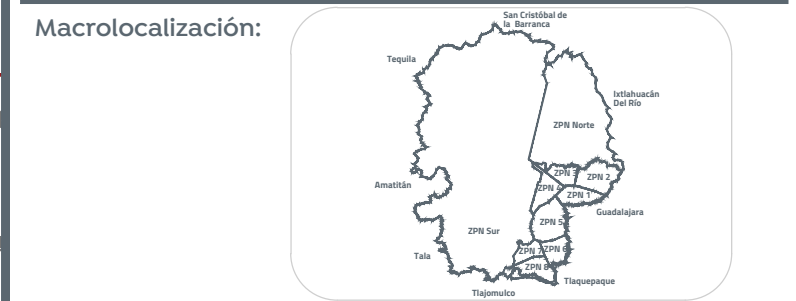 Macrolocalización:
San Cristóbal de
la Barranca
Tequila
Ixtlahuacán
Del Río
ZPN Norte
ZPN 3
ZPN 2
Amatitán
ZPN 4
ZPN 1
Guadalajara
ZPN 5
ZPN Sur
ZPN 7
ZPN 6
Tala
ZPN 8
Tlaquepaque
Tlajomulco